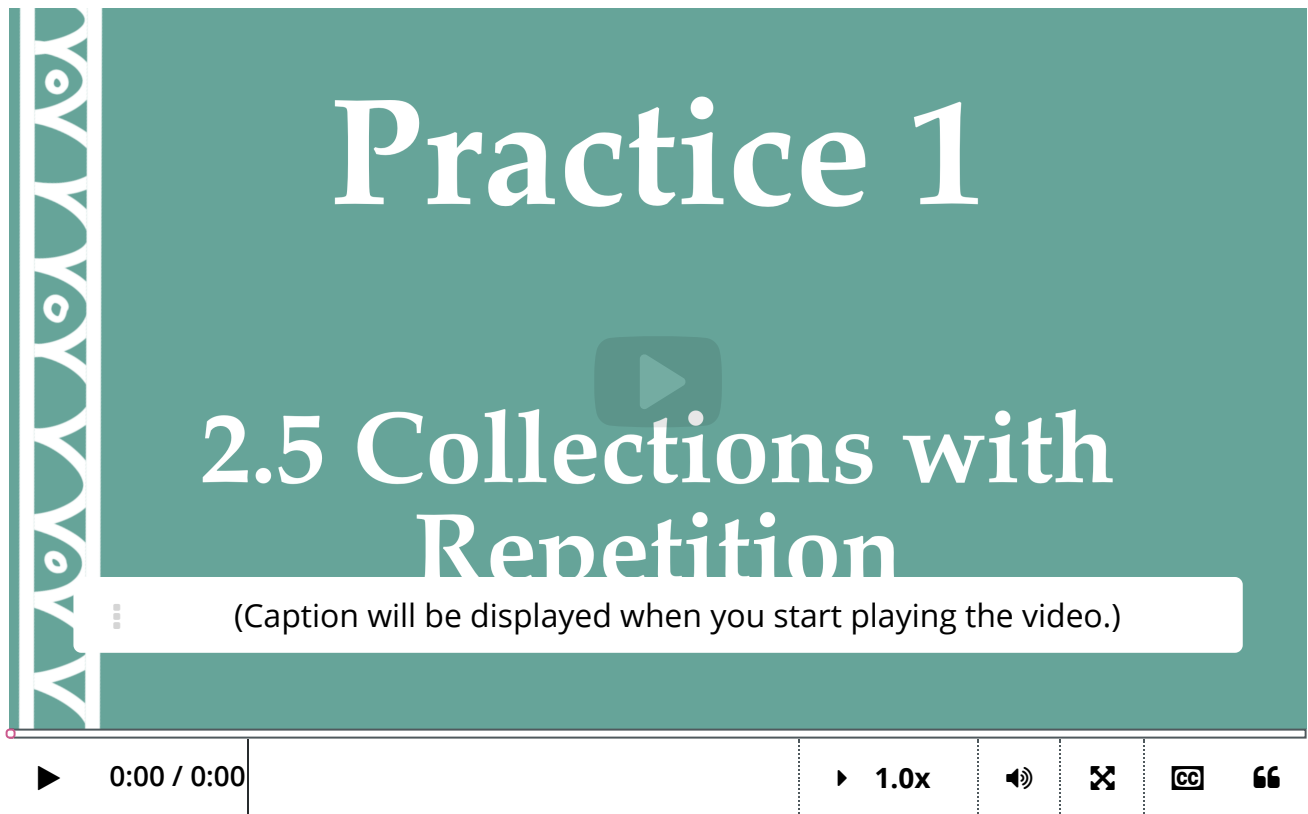 Practice 1
2.5 Collections with
Repetition
(Caption will be displayed when you start playing the video.)
0:00 / 0:00
1.0x
CC